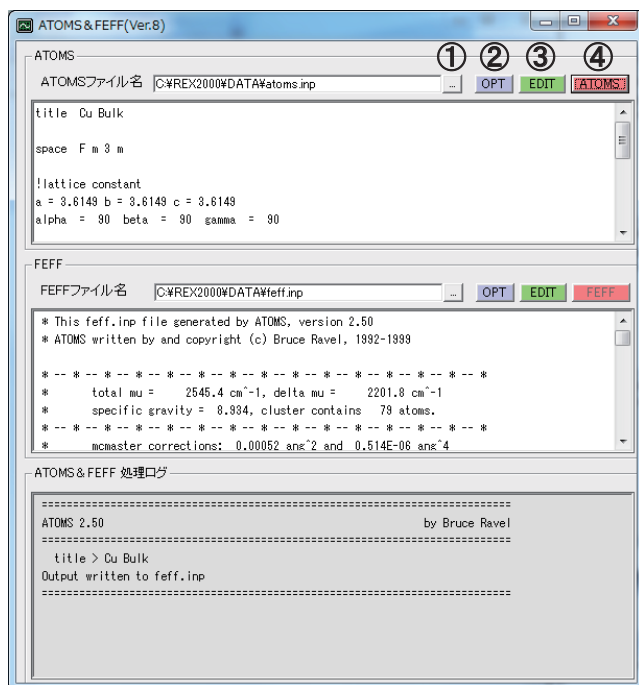 ATOMS&FEFF(Ver.8)
ATOMS
① ② ③ ④
ATOMSファイル名 C:¥REX2000¥DATA¥atoms.inp ... OPT EDIT ATOMS
title Cu Bulk
space F m 3 m
!lattice constant
a = 3.6149 b = 3.6149 c = 3.6149
alpha = 90 beta = 90 gamma = 90
FEFF
FEFFファイル名 C:¥REX2000¥DATA¥feff.inp ... OPT EDIT FEFF
* This feff.inp file generated by ATOMS, version 2.50
* ATOMS written by and copyright (c) Bruce Ravel, 1992-1999
* -- * -- * -- * -- * -- * -- * -- * -- * -- * -- * -- * -- * -- *
* total mu = 2545.4 cm^-1, delta mu = 2201.8 cm^-1
* specific gravity = 8.934, cluster contains 79 atoms.
* -- * -- * -- * -- * -- * -- * -- * -- * -- * -- * -- * -- * -- *
* mcmaster corrections: 0.00052 ang^2 and 0.514E-06 ang^4
ATOMS&FEFF 処理ログ
==============================================================================
ATOMS 2.50 by Bruce Ravel
==============================================================================
title > Cu Bulk
Output written to feff.inp
==============================================================================